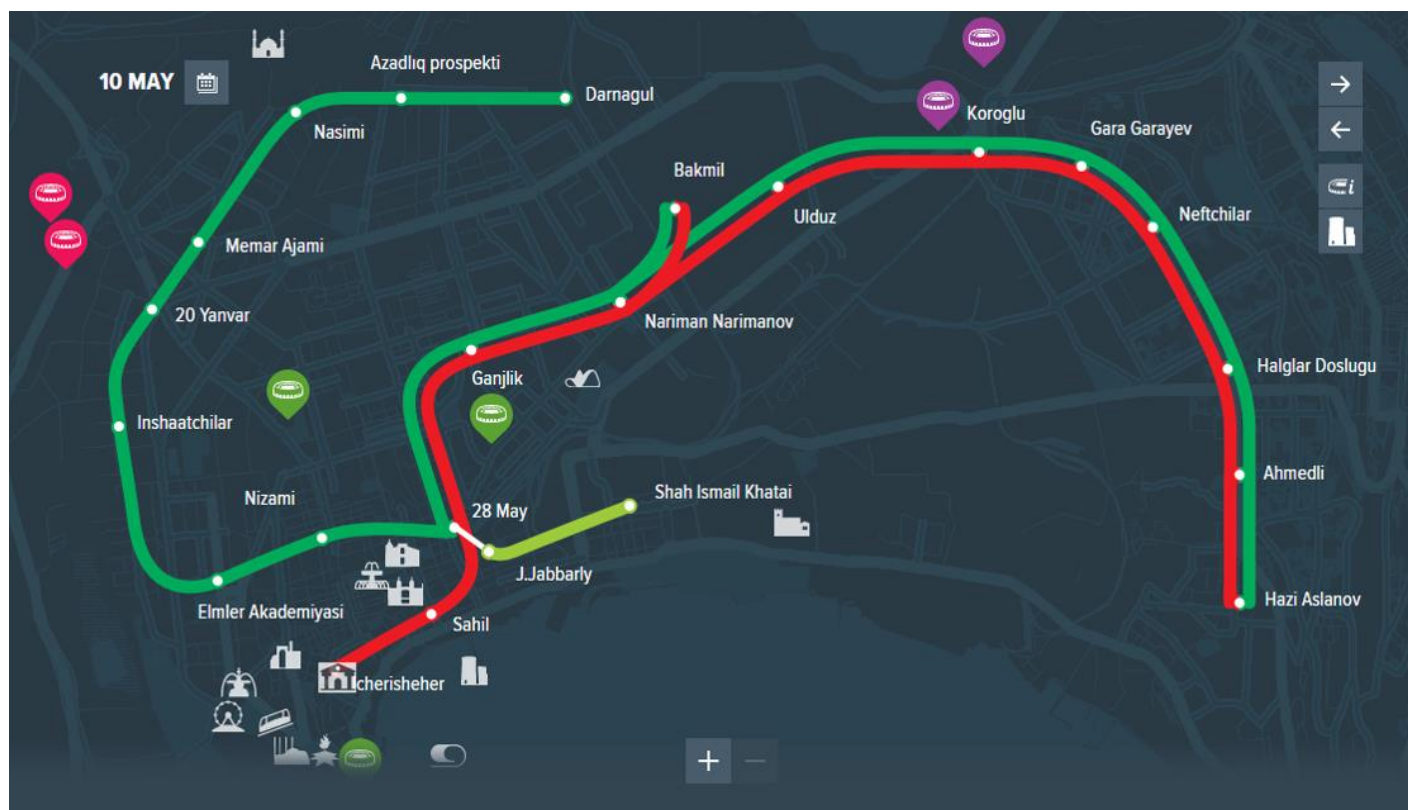 10 MAY
Azadlıq prospekti
Darnagul
Nasimi
Koroglu
Gara Garayev
Bakmil
i
Ulduz
Neftchilar
Memar Ajami
20 Yanvar
Nariman Narimanov
Ganjlik
Halglar Doslugu
Inshaatchilar
Ahmedli
Nizami
Shah Ismail Khatai
28 May
J.Jabbarly
Elmler Akademiyasi
Hazi Aslanov
Sahil
cherisheher